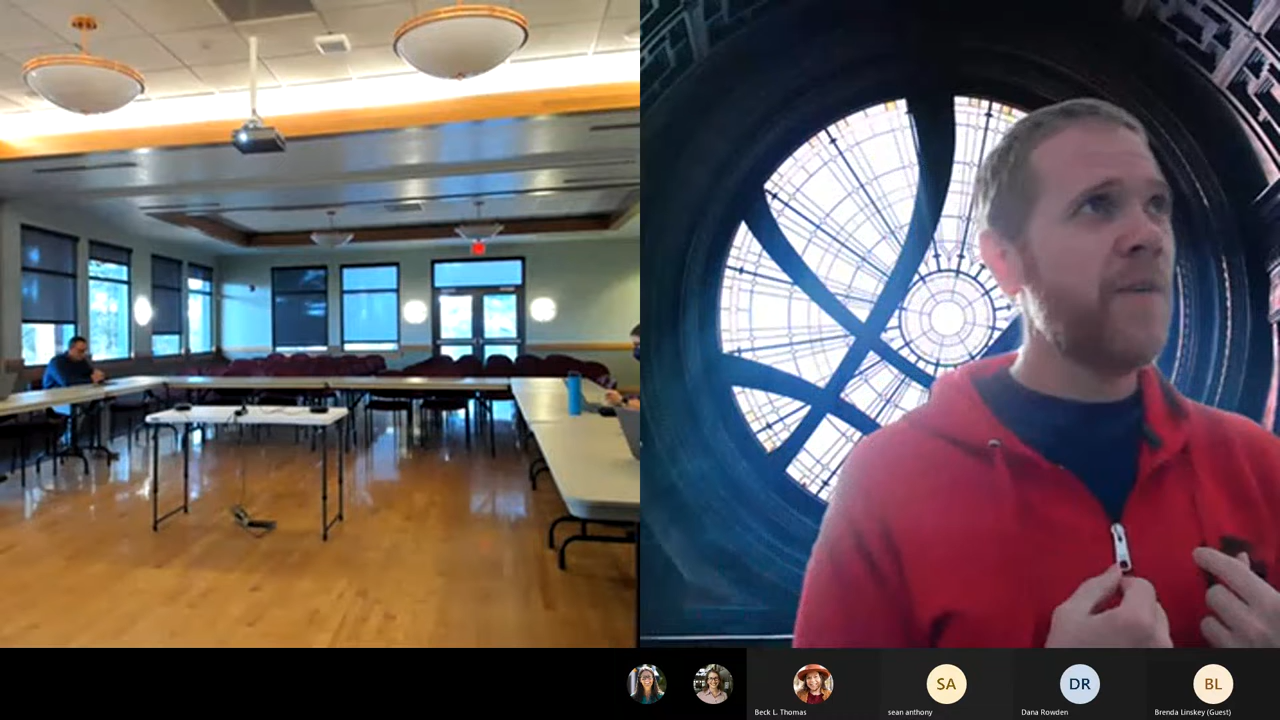 SA
DR
BL
Beck L. Thomas
sean anthony
Dana Rowden
Brenda Linskey (Guest)